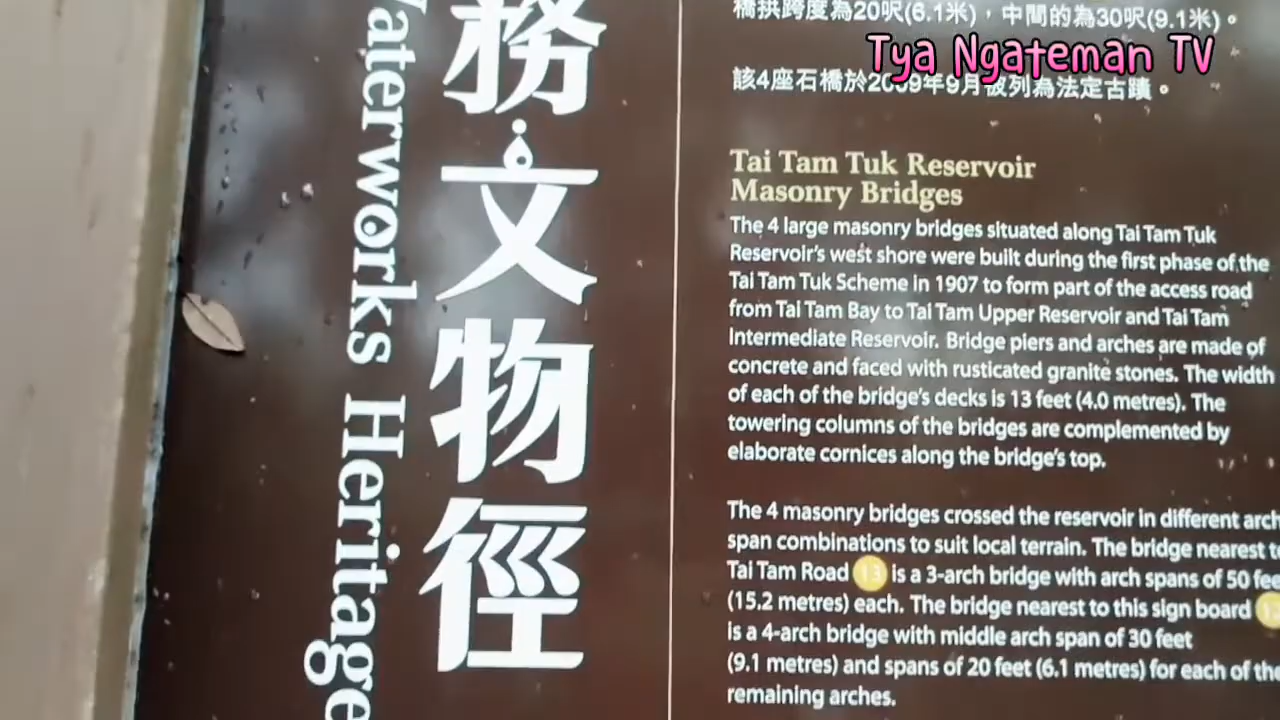 務文物徑
Waterworks Heritage
橋拱跨度為20呎(6.1米)，中間的為30呎(9.1米)。
Tya Ngateman TV
該4座石橋於2009年9月被列為法定古蹟。
Tai Tam Tuk Reservoir
Masonry Bridges
The 4 large masonry bridges situated along Tai Tam Tuk
Reservoir's west shore were built during the first phase of the
Tai Tam Tuk Scheme in 1907 to form part of the access road
from Tai Tam Bay to Tai Tam Upper Reservoir and Tai Tam
Intermediate Reservoir. Bridge piers and arches are made of
concrete and faced with rusticated granite stones. The width
of each of the bridge's decks is 13 feet (4.0 metres). The
towering columns of the bridges are complemented by
elaborate cornices along the bridge's top.
The 4 masonry bridges crossed the reservoir in different arch
span combinations to suit local terrain. The bridge nearest to
Tai Tam Road 13 is a 3-arch bridge with arch spans of 50 fee
(15.2 metres) each. The bridge nearest to this sign board
is a 4-arch bridge with middle arch span of 30 feet
(9.1 metres) and spans of 20 feet (6.1 metres) for each of the
remaining arches.